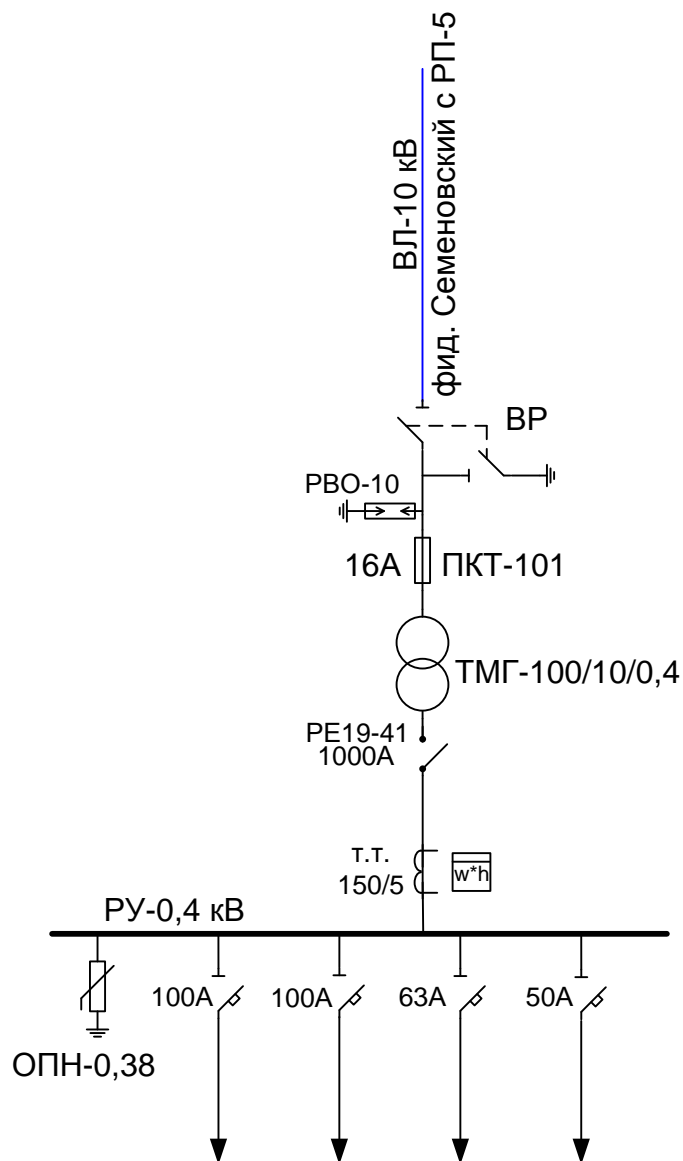 ВЛ-10 кВ
фид. Семеновский с РП-5
ВР
РВО-10
16А
ПКТ-101
ТМГ-100/10/0,4
РЕ19-41
1000А
т.т.
150/5
w*h
РУ-0,4 кВ
100А
100А
63А
50А
ОПН-0,38